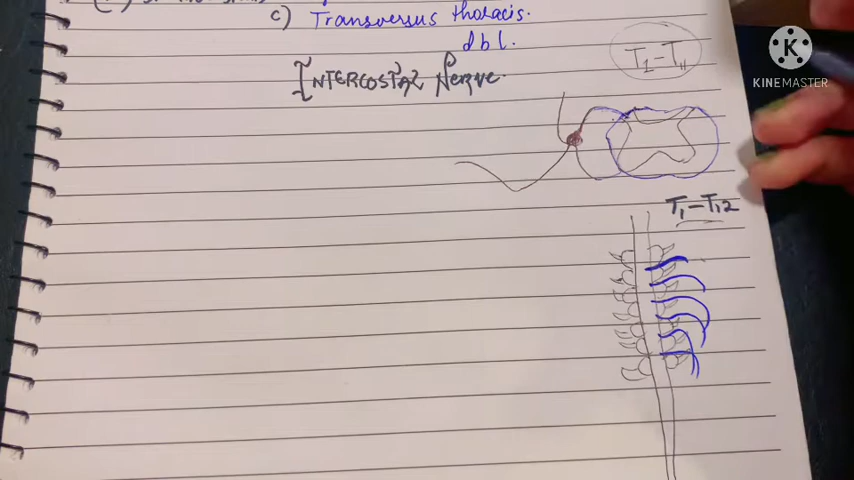 c) Transversus thoracis.
dbl.
T1-T11
INTERCOSTAL Nerve.
K
KINEMASTER
T1-T12